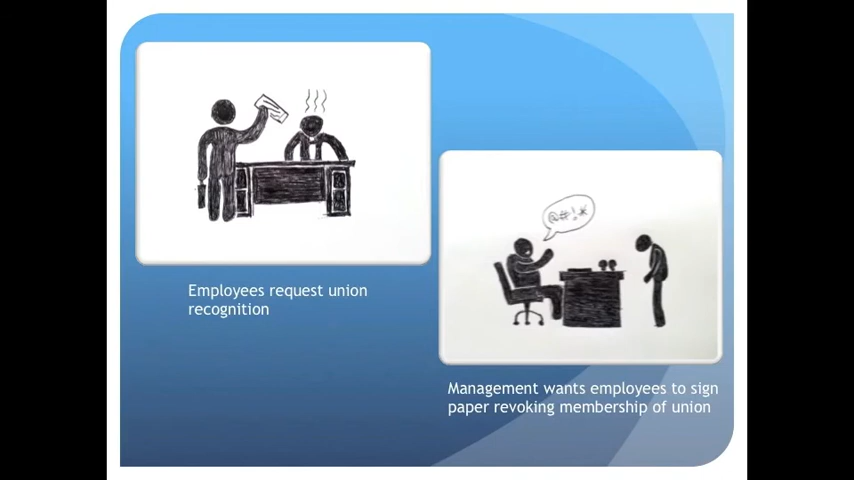 Employees request union
recognition
@#!*
Management wants employees to sign
paper revoking membership of union